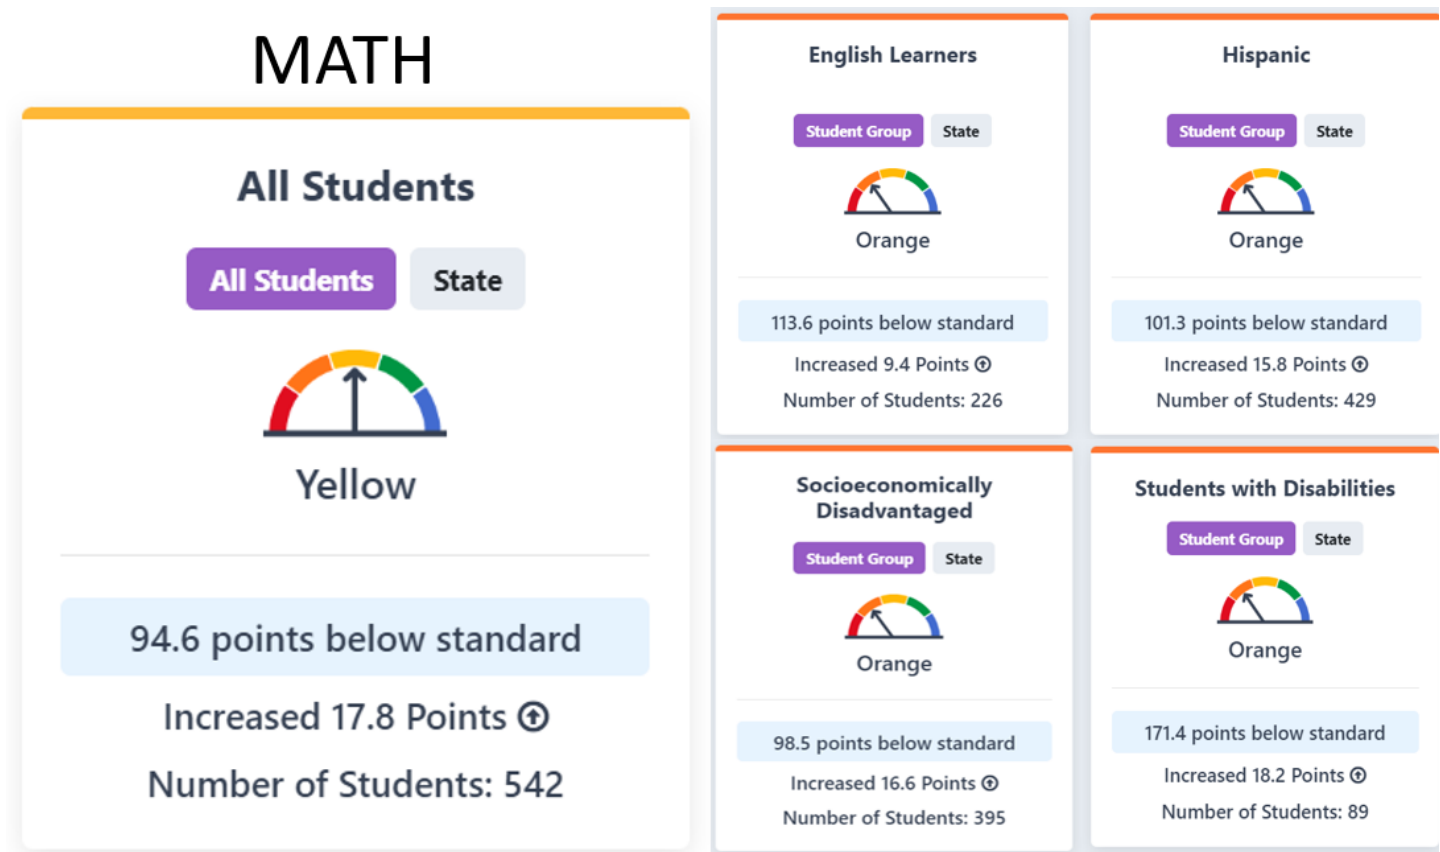 MATH
All Students
All Students State
Yellow
94.6 points below standard
Increased 17.8 Points
Number of Students: 542
English Learners
Student Group State
Orange
113.6 points below standard
Increased 9.4 Points
Number of Students: 226
Hispanic
Student Group State
Orange
101.3 points below standard
Increased 15.8 Points
Number of Students: 429
Socioeconomically
Disadvantaged
Student Group State
Orange
98.5 points below standard
Increased 16.6 Points
Number of Students: 395
Students with Disabilities
Student Group State
Orange
171.4 points below standard
Increased 18.2 Points
Number of Students: 89